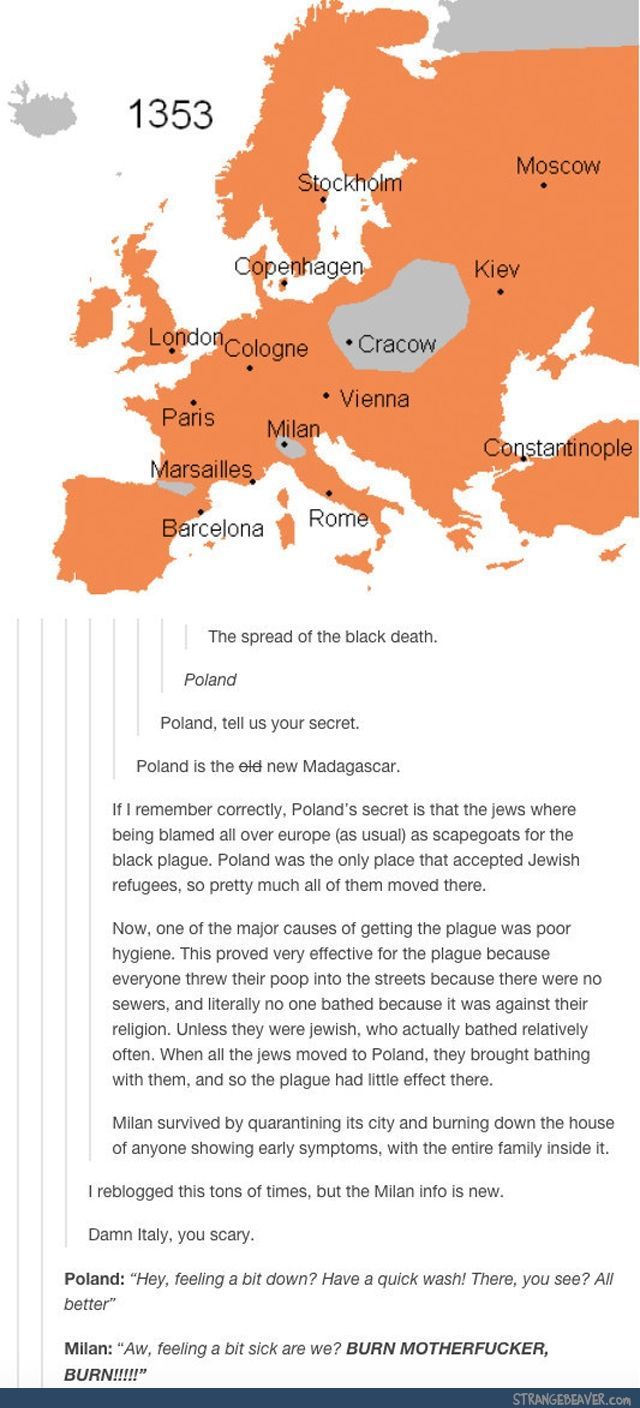 1353
Moscow
Stockholm
Copenhagen
Kiev
London
Cologne
Cracow
Paris
Vienna
Milan
Constantinople
Marsailles
Rome
Barcelona
The spread of the black death.
Poland
Poland, tell us your secret.
Poland is the old new Madagascar.
If I remember correctly, Poland's secret is that the jews where
being blamed all over europe (as usual) as scapegoats for the
black plague. Poland was the only place that accepted Jewish
refugees, so pretty much all of them moved there.
Now, one of the major causes of getting the plague was poor
hygiene. This proved very effective for the plague because
everyone threw their poop into the streets because there were no
sewers, and literally no one bathed because it was against their
religion. Unless they were jewish, who actually bathed relatively
often. When all the jews moved to Poland, they brought bathing
with them, and so the plague had little effect there.
Milan survived by quarantining its city and burning down the house
of anyone showing early symptoms, with the entire family inside it.
I reblogged this tons of times, but the Milan info is new.
Damn Italy, you scary.
Poland: “Hey, feeling a bit down? Have a quick wash! There, you see? All
better”
Milan: “Aw, feeling a bit sick are we? BURN MOTHERFUCKER,
BURN!!!!!”
STRANGEBEAVER.com